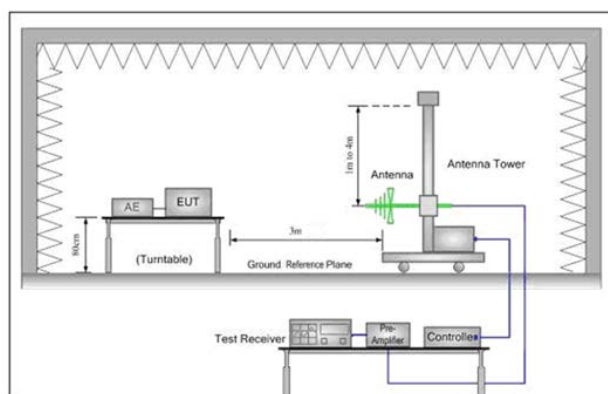 1m to 4m
Antenna
Antenna Tower
AE
EUT
3m
80cm
(Turntable)
Ground Reference Plane
Test Receiver
Pre-
Amplifier
Controller